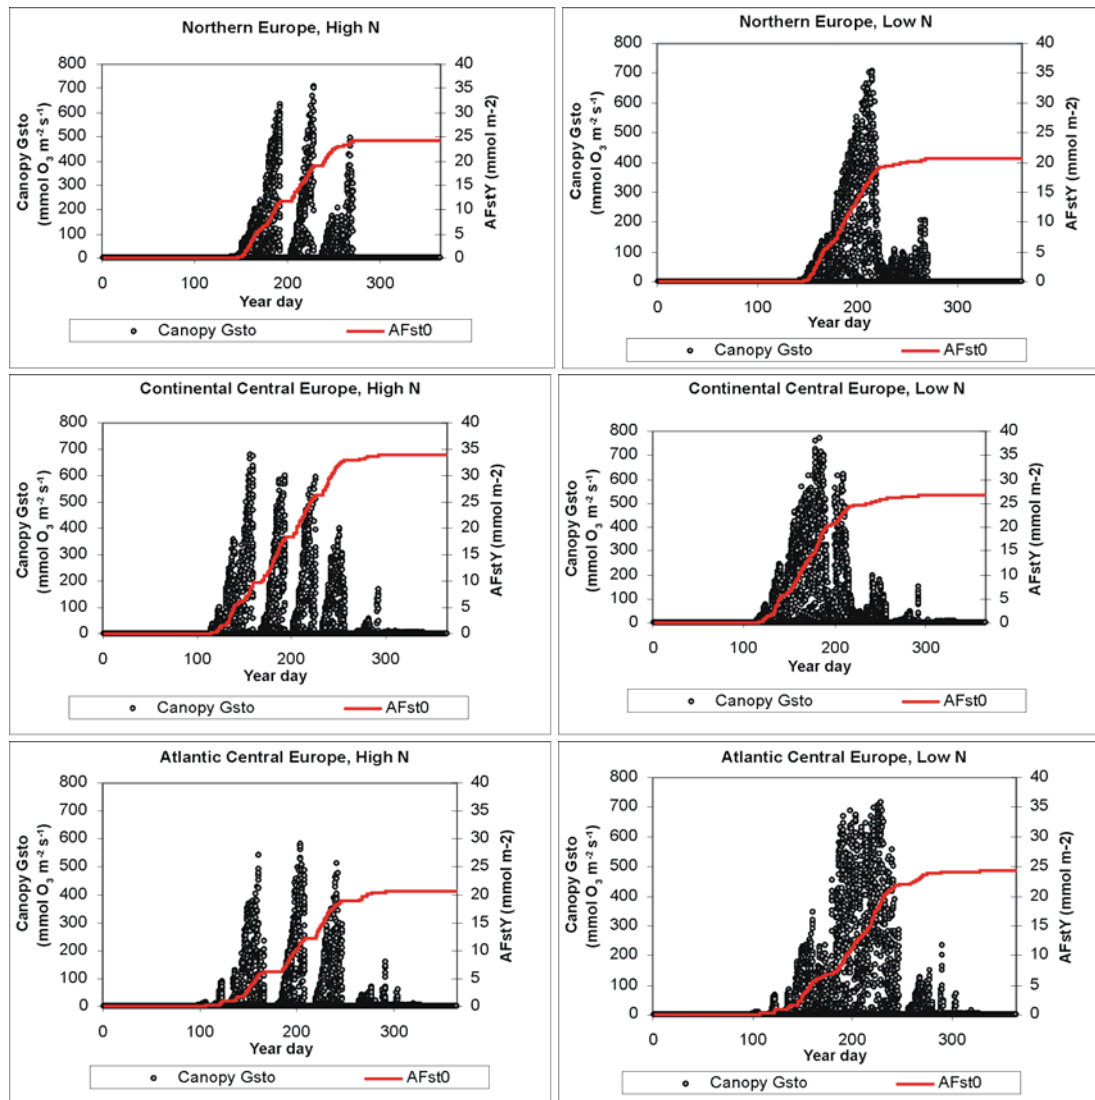 Northern Europe, High N
800
700
600
500
400
300
200
100
0
40
35
30
25
20
15
10
5
0
Canopy Gsto
(mmol O₃ m⁻² s⁻¹)
AFstY (mmol m-2)
0 100 200 300
Year day
Canopy Gsto AFst0
Northern Europe, Low N
800
700
600
500
400
300
200
100
0
40
35
30
25
20
15
10
5
0
Canopy Gsto
(mmol O₃ m⁻² s⁻¹)
AFstY (mmol m-2)
0 100 200 300
Year day
Canopy Gsto AFst0
Continental Central Europe, High N
800
700
600
500
400
300
200
100
0
40
35
30
25
20
15
10
5
0
Canopy Gsto
(mmol O₃ m⁻² s⁻¹)
AFstY (mmol m-2)
0 100 200 300
Year day
Canopy Gsto AFst0
Continental Central Europe, Low N
800
700
600
500
400
300
200
100
0
40
35
30
25
20
15
10
5
0
Canopy Gsto
(mmol O₃ m⁻² s⁻¹)
AFstY (mmol m-2)
0 100 200 300
Year day
Canopy Gsto AFst0
Atlantic Central Europe, High N
800
700
600
500
400
300
200
100
0
40
35
30
25
20
15
10
5
0
Canopy Gsto
(mmol O₃ m⁻² s⁻¹)
AFstY (mmol m-2)
0 100 200 300
Year day
Canopy Gsto AFst0
Atlantic Central Europe, Low N
800
700
600
500
400
300
200
100
0
40
35
30
25
20
15
10
5
0
Canopy Gsto
(mmol O₃ m⁻² s⁻¹)
AFstY (mmol m-2)
0 100 200 300
Year day
Canopy Gsto AFst0